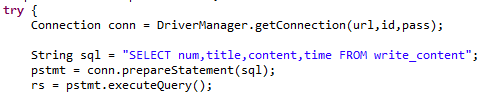 try {
Connection conn = DriverManager.getConnection(url,id,pass);
String sql = "SELECT num,title,content,time FROM write_content";
pstmt = conn.prepareStatement(sql);
rs = pstmt.executeQuery();